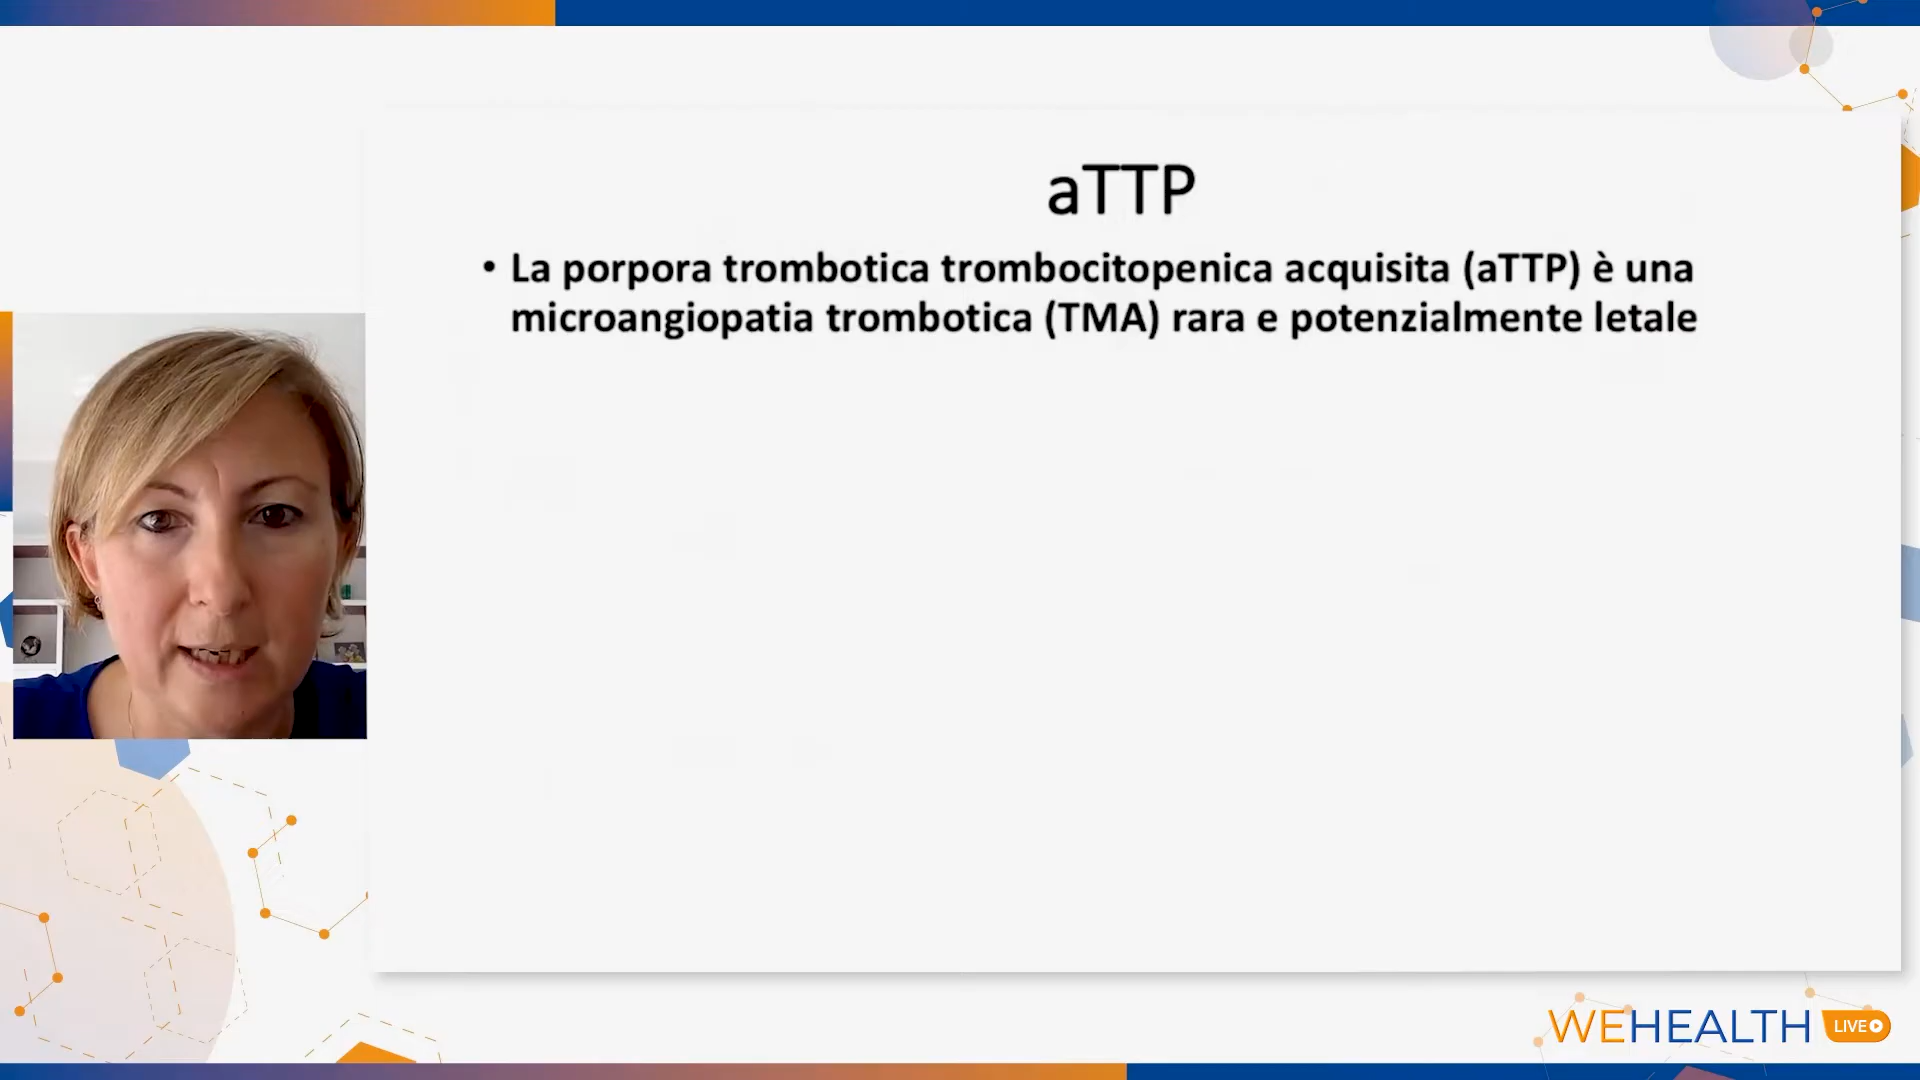 aTTP
• La porpora trombotica trombocitopenica acquisita (aTTP) è una
microangiopatia trombotica (TMA) rara e potenzialmente letale
WEHEALTH LIVE